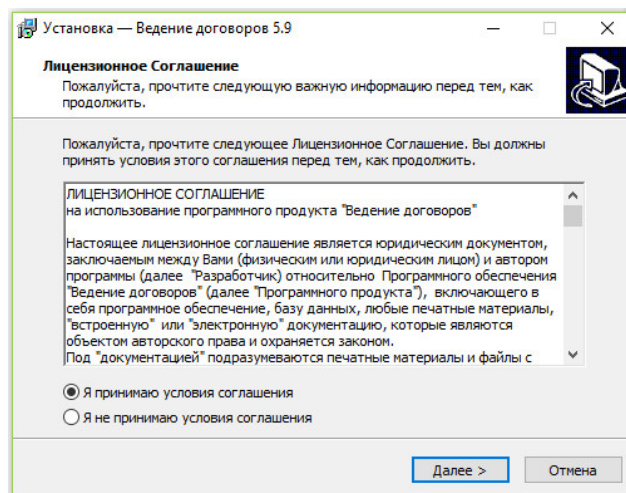 Установка — Ведение договоров 5.9
Лицензионное Соглашение
Пожалуйста, прочтите следующую важную информацию перед тем, как
продолжить.
Пожалуйста, прочтите следующее Лицензионное Соглашение. Вы должны
принять условия этого соглашения перед тем, как продолжить.
ЛИЦЕНЗИОННОЕ СОГЛАШЕНИЕ
на использование программного продукта "Ведение договоров"
Настоящее лицензионное соглашение является юридическим документом,
заключаемым между Вами (физическим или юридическим лицом) и автором
программы (далее "Разработчик) относительно Программного обеспечения
"Ведение договоров" (далее "Программного продукта"), включающего в
себя программное обеспечение, базу данных, любые печатные материалы,
"встроенную" или "электронную" документацию, которые являются
объектом авторского права и охраняется законом.
Под "документацией" подразумеваются печатные материалы и файлы с
Я принимаю условия соглашения
Я не принимаю условия соглашения
Далее >
Отмена